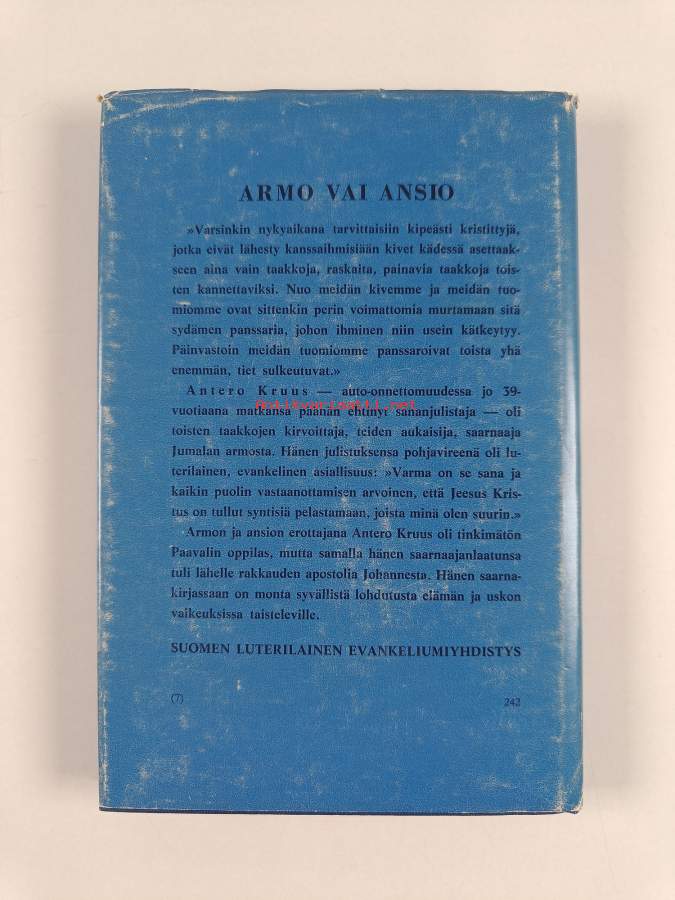 ARMO VAI ANSIO
»Varsinkin nykyaikana tarvittaisiin kipeästi kristittyjä,
jotka eivät lähesty kanssaihmisiään kivet kädessä asettaak-
seen aina vain taakkoja, raskaita, painavia taakkoja tois-
ten kannettaviksi. Nuo meidän kivemme ja meidän tuo-
miomme ovat sittenkin perin voimattomia murtamaan sitä
sydämen panssaria, johon ihminen niin usein kätkeytyy.
Päinvastoin meidän tuomiomme panssaroivat toista yhä
enemmän, tiet sulkeutuvat.»
Antero Kruus — auto-onnettomuudessa jo 39-
Antikvariaatti.net
vuotiaana matkansa päähän ehtinyt sananjulistaja — oli
toisten taakkojen kirvoittaja, teiden aukaisija, saarnaaja
Jumalan armosta. Hänen julistuksensa pohjavireenä oli lu-
terilainen, evankelinen asiallisuus: »Varma on se sana ja
kaikin puolin vastaanottamisen arvoinen, että Jeesus Kris-
tus on tullut syntisiä pelastamaan, joista minä olen suurin.»
Armon ja ansion erottajana Antero Kruus oli tinkimätön
Paavalin oppilas, mutta samalla hänen saarnaajanlaatunsa
tuli lähelle rakkauden apostolia Johannesta. Hänen saarna-
kirjassaan on monta syvällistä lohdutusta elämän ja uskon
vaikeuksissa taisteleville.
SUOMEN LUTERILAINEN EVANKELIUMIYHDISTYS
(7) 242